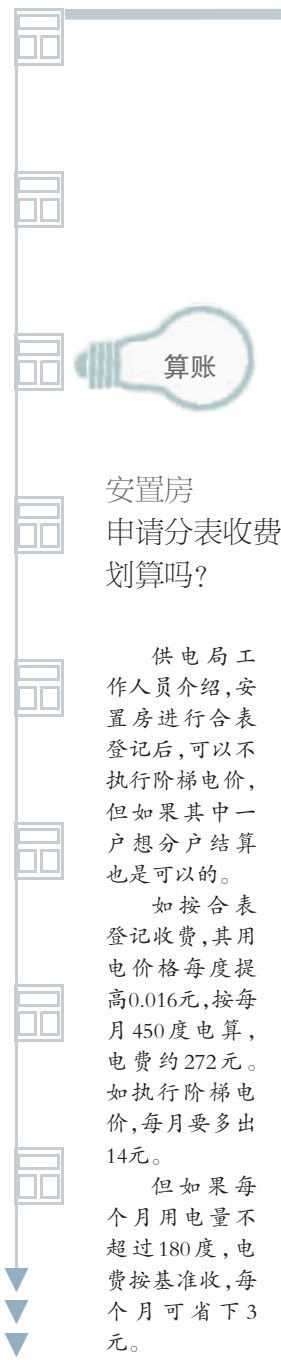 算账
安置房
申请分表收费
划算吗？
供电局工
作人员介绍,安
置房进行合表
登记后,可以不
执行阶梯电价,
但如果其中一
户想分户结算
也是可以的。
如按合表
登记收费,其用
电价格每度提
高0.016元,按每
月450度电算,
电费约272元。
如执行阶梯电
价,每月要多出
14元。
但如果每
个月用电量不
超过180度,电
费按基准收,每
个月可省下3
元。